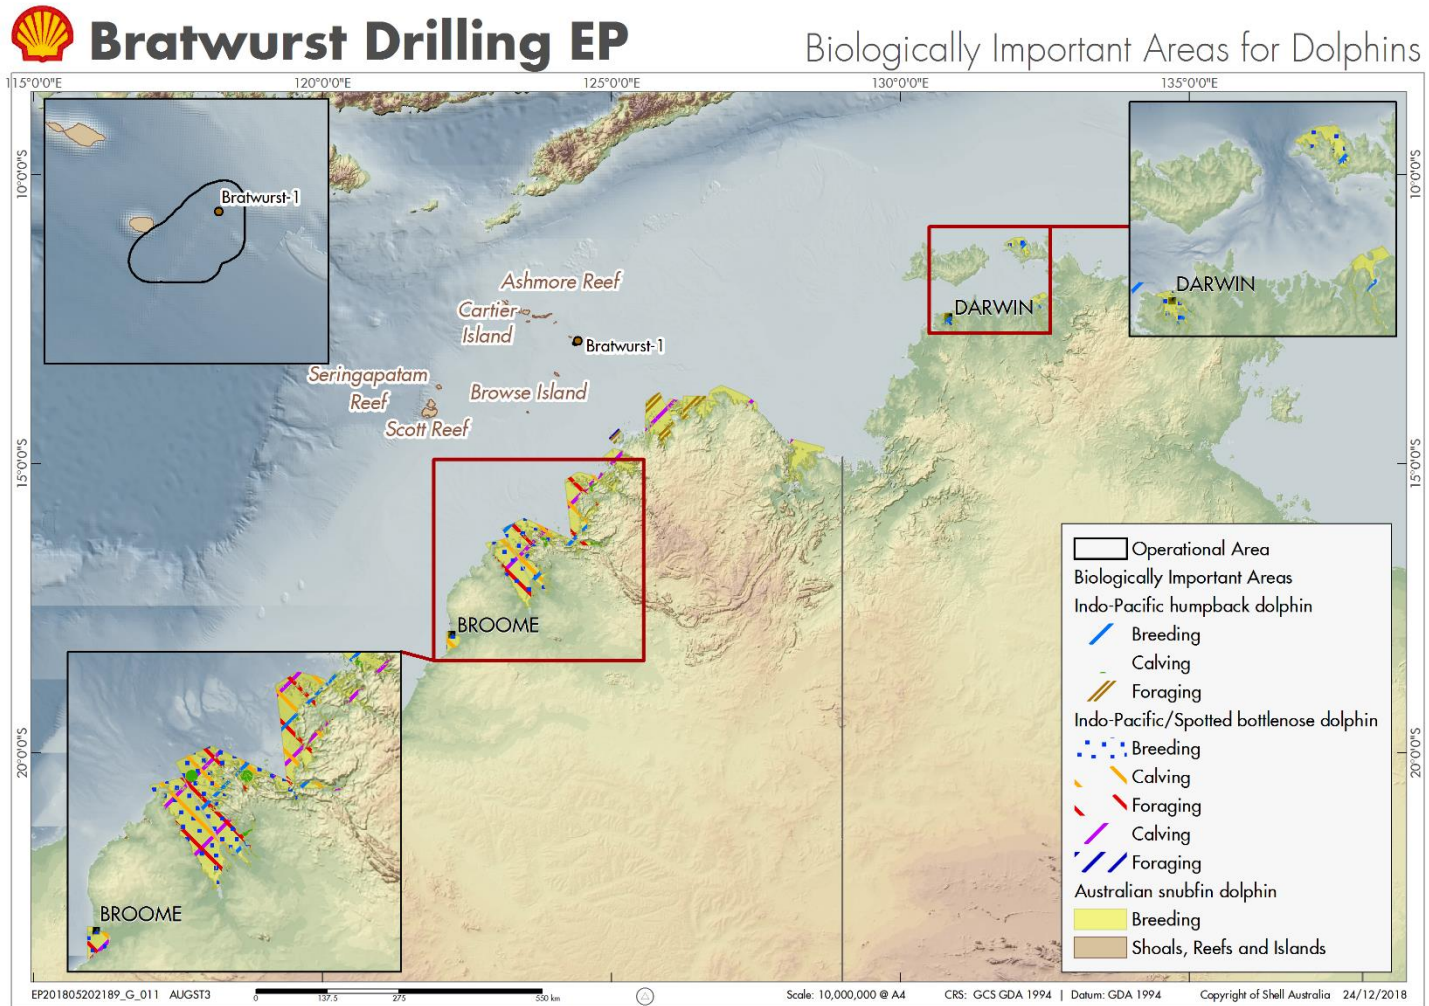 Bratwurst Drilling EP
Biologically Important Areas for Dolphins
115°0'0"E
120°0'0"E
125°0'0"E
130°0'0"E
135°0'0"E
10°0'0"S
10°0'0"S
Bratwurst-1
DARWIN
Ashmore Reef
Cartier
Island
DARWIN
Bratwurst-1
Seringapatam
Reef
Browse Island
Scott Reef
15°0'0"S
15°0'0"S
BROOME
20°0'0"S
20°0'0"S
BROOME
Operational Area
Biologically Important Areas
Indo-Pacific humpback dolphin
Breeding
Calving
Foraging
Indo-Pacific/Spotted bottlenose dolphin
Breeding
Calving
Foraging
Calving
Foraging
Australian snubfin dolphin
Breeding
Shoals, Reefs and Islands
EP201805202189_G_011 AUGST3
0 137.5 275 550 km
Scale: 10,000,000 @ A4
CRS: GCS GDA 1994 | Datum: GDA 1994
Copyright of Shell Australia 24/12/2018